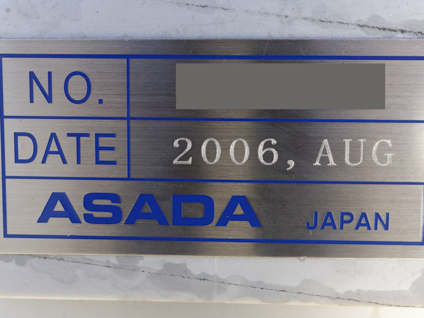 NO.
DATE 2006, AUG
ASADA JAPAN